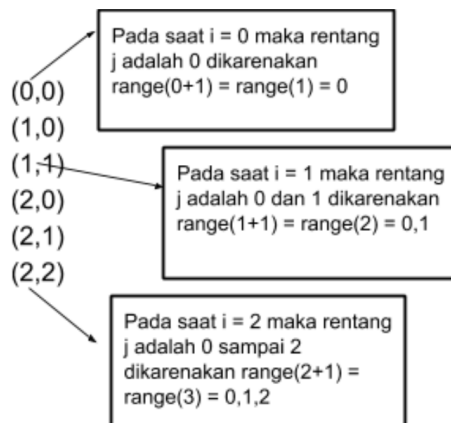 Pada saat i = 0 maka rentang
j adalah 0 dikarenakan
range(0+1) = range(1) = 0
(0,0)
(1,0)
(1,1)
(2,0)
(2,1)
(2,2)
Pada saat i = 1 maka rentang
j adalah 0 dan 1 dikarenakan
range(1+1) = range(2) = 0,1
Pada saat i = 2 maka rentang
j adalah 0 sampai 2
dikarenakan range(2+1) =
range(3) = 0,1,2